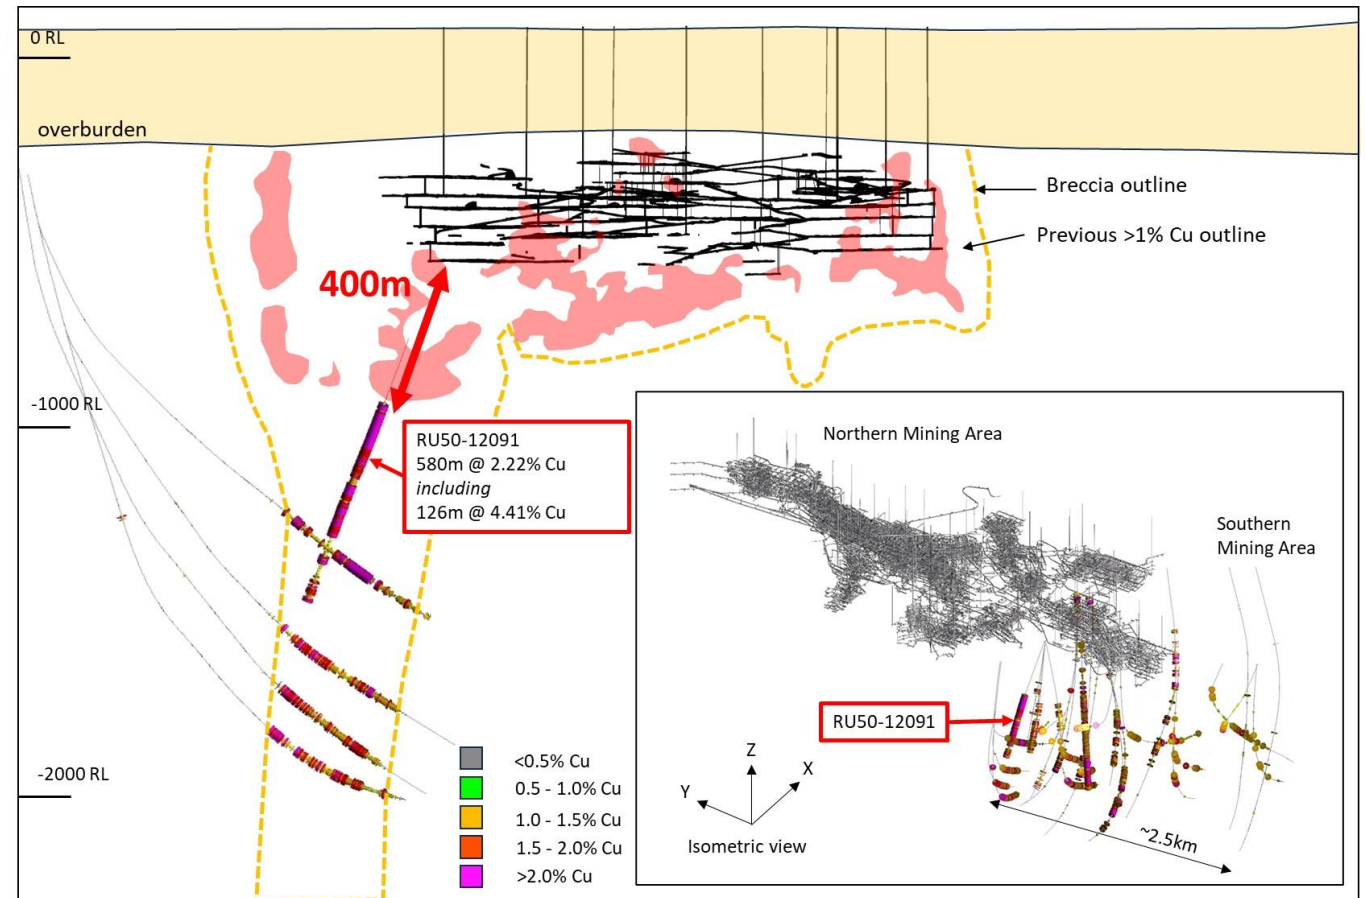 0 RL
overburden
Breccia outline
Previous >1% Cu outline
400m
-1000 RL
RU50-12091
580m @ 2.22% Cu
including
126m @ 4.41% Cu
-2000 RL
<0.5% Cu
0.5 - 1.0% Cu
1.0 - 1.5% Cu
1.5 - 2.0% Cu
>2.0% Cu
Northern Mining Area
Southern
Mining Area
RU50-12091
Z
X
Y
Isometric view
~2.5km